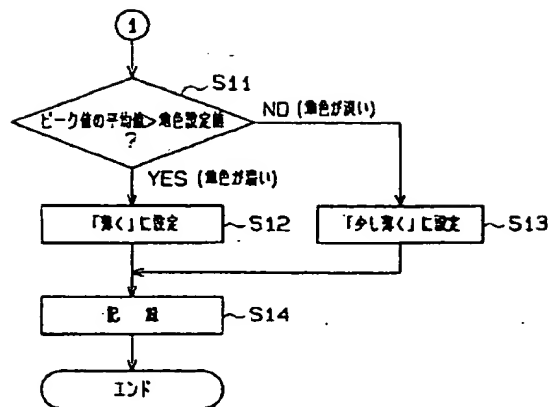 1
S11
ピーク値の平均値>地色設定値
?
NO (地色が淡い)
YES (地色が濃い)
「薄く」に設定
S12
「少し薄く」に設定
S13
記 録
S14
エンド